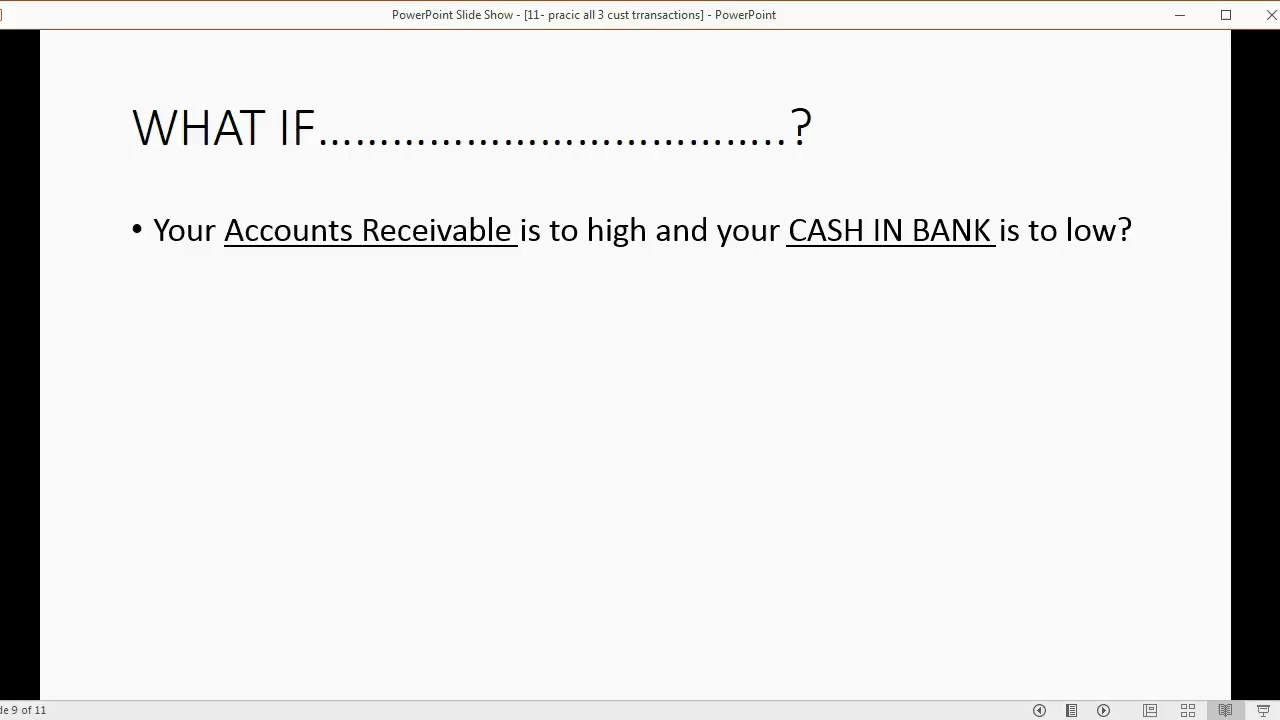 PowerPoint Slide Show - [11- pracic all 3 cust trransactions] - PowerPoint
WHAT IF……………………………………?
• Your Accounts Receivable is to high and your CASH IN BANK is to low?
de 9 of 11